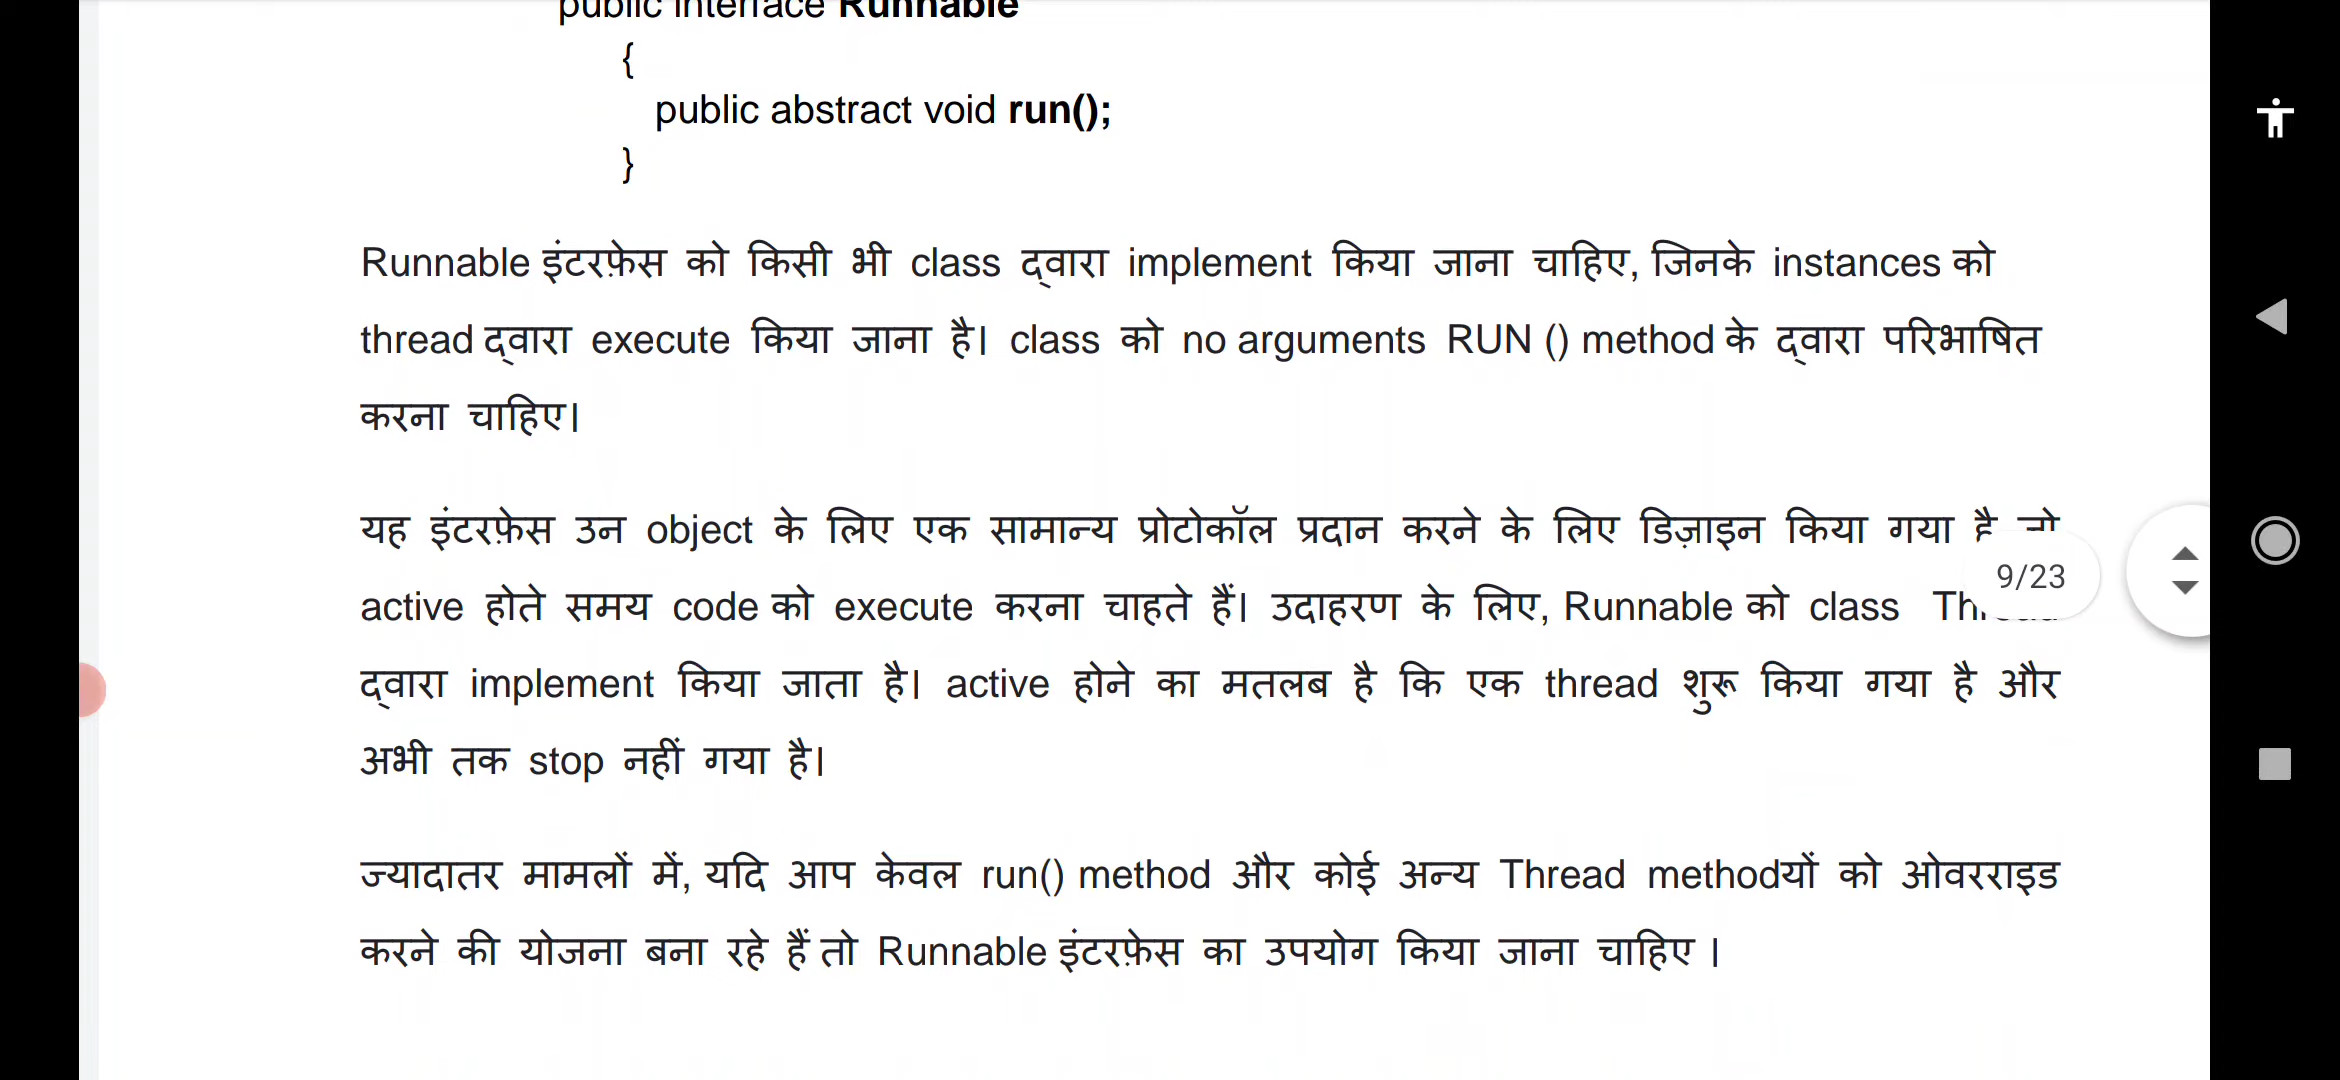 public interface Runnable
{
public abstract void run();
}
Runnable इंटरफ़ेस को किसी भी class द्वारा implement किया जाना चाहिए, जिनके instances को
thread द्वारा execute किया जाना है। class को no arguments RUN () method के द्वारा परिभाषित
करना चाहिए।
यह इंटरफ़ेस उन object के लिए एक सामान्य प्रोटोकॉल प्रदान करने के लिए डिज़ाइन किया गया है
9/23
active होते समय code को execute करना चाहते हैं। उदाहरण के लिए, Runnable को class
द्वारा implement किया जाता है। active होने का मतलब है कि एक thread शुरू किया गया है और
अभी तक stop नहीं गया है।
ज्यादातर मामलों में, यदि आप केवल run() method और कोई अन्य Thread methodयों को ओवरराइड
करने की योजना बना रहे हैं तो Runnable इंटरफ़ेस का उपयोग किया जाना चाहिए ।